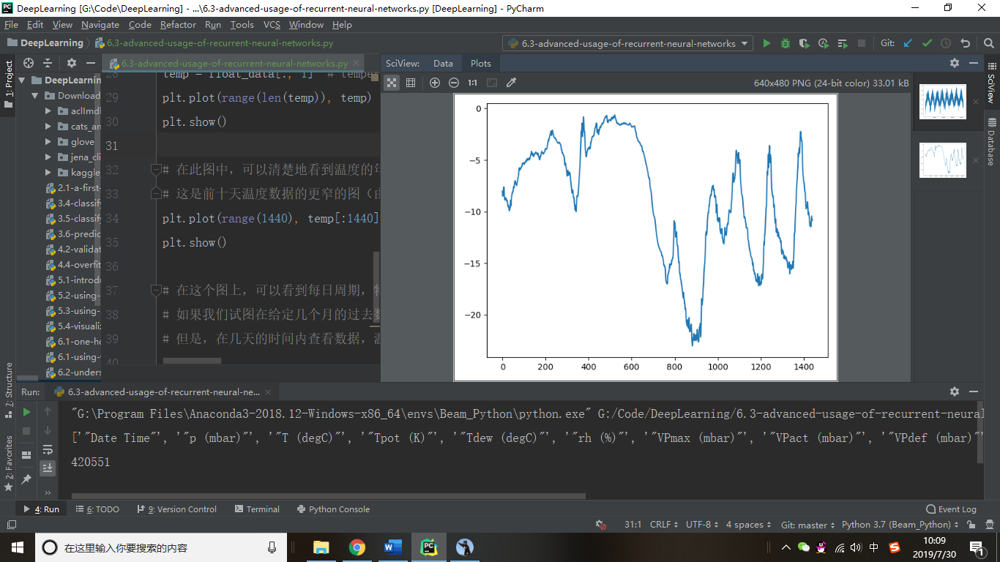 DeepLearning [G:\Code\DeepLearning] - ...\6.3-advanced-usage-of-recurrent-neural-networks.py [DeepLearning] - PyCharm
File Edit View Navigate Code Refactor Run Tools VCS Window Help
DeepLearning 6.3-advanced-usage-of-recurrent-neural-networks.py
6.3-advanced-usage-of-recurrent-neural-networks Git:
1: Project
6.3-advanced-usage-of-recurrent-neural-networks.py
SciView: Data Plots
1:1 640x480 PNG (24-bit color) 33.01 kB
SciView
Database
DeepLearnin
Download
aclImd
cats_an
glove
jena_cli
kaggle
2.1-a-first-
3.4-classify
3.5-classify
3.6-predic
4.2-validat
4.4-overfit
5.1-introdu
5.2-using-
5.3-using-
5.4-visualiz
6.1-one-ho
6.1-using-
6.2-unders
28 temp = float_data[:, 1] # tempe
29 plt.plot(range(len(temp)), temp)
30 plt.show()
31
32 # 在此图中，可以清楚地看到温度的年
33 # 这是前十天温度数据的更窄的图（由
34 plt.plot(range(1440), temp[:1440]
35 plt.show()
36
37 # 在这个图上，可以看到每日周期，特
38 # 如果我们试图在给定几个月的过去数
39 # 但是，在几天的时间内查看数据，温
40
0
−5
−10
−15
−20
0 200 400 600 800 1000 1200 1400
7: Structure
2: Favorites
Run: 6.3-advanced-usage-of-recurrent-neural-ne...
"G:\Program Files\Anaconda3-2018.12-Windows-x86_64\envs\Beam_Python\python.exe" G:/Code/DeepLearning/6.3-advanced-usage-of-recurrent-neural
['"Date Time"', '"p (mbar)"', '"T (degC)"', '"Tpot (K)"', '"Tdew (degC)"', '"rh (%)"', '"VPmax (mbar)"', '"VPact (mbar)"', '"VPdef (mbar)"'
420551
4: Run 6: TODO 9: Version Control Terminal Python Console Event Log
31:1 CRLF UTF-8 4 spaces Git: master Python 3.7 (Beam_Python)
在这里输入你要搜索的内容
中
10:09
2019/7/30
1